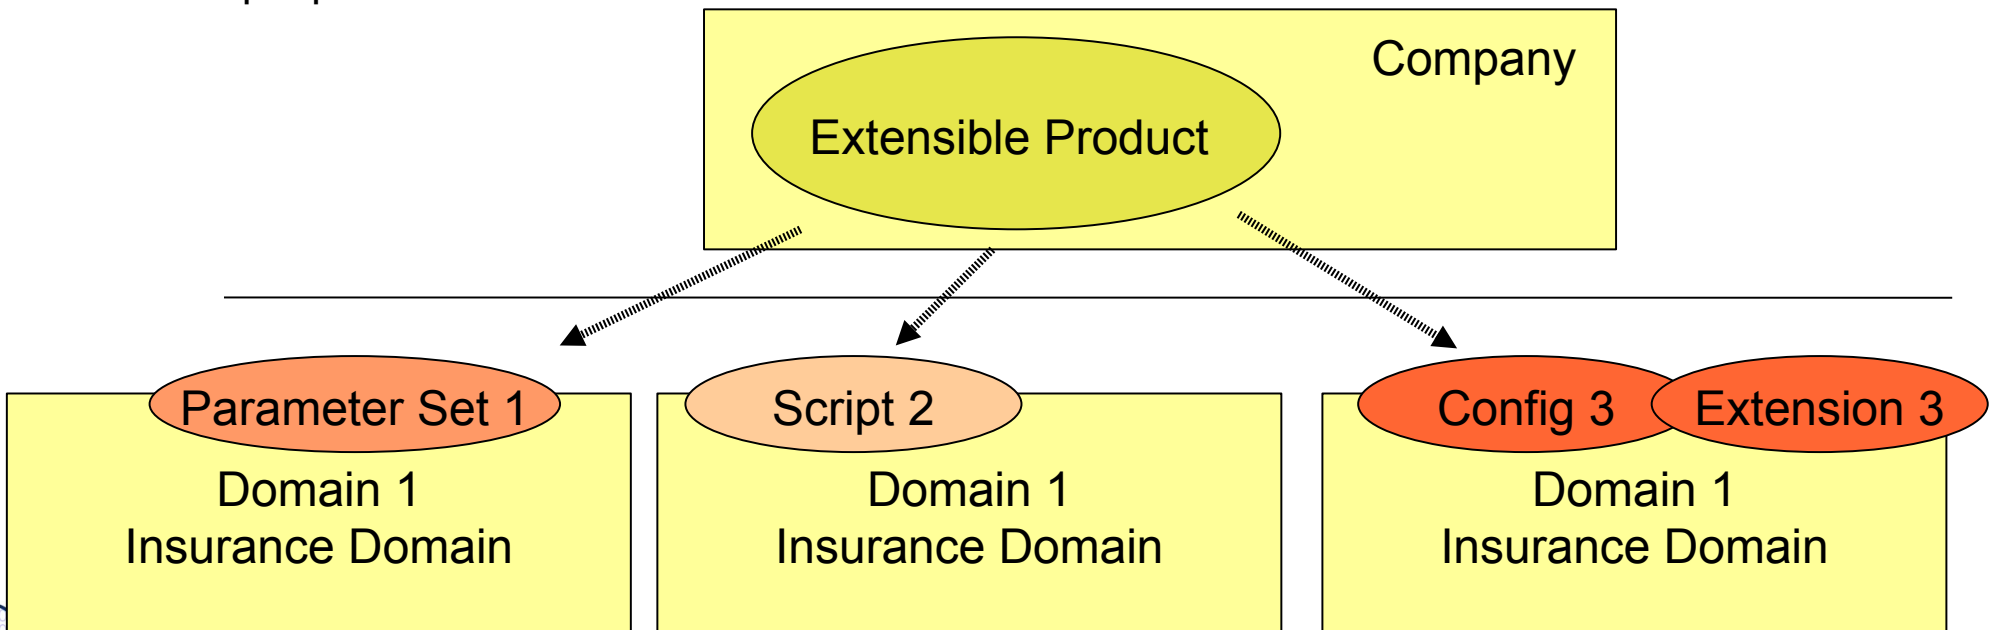 Company
Extensible Product
Parameter Set 1
Script 2
Config 3
Extension 3
Domain 1
Insurance Domain
Domain 1
Insurance Domain
Domain 1
Insurance Domain